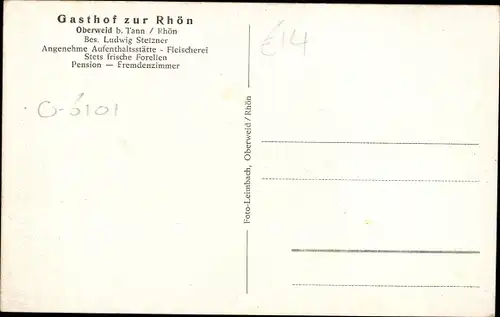 Gasthof zur Rhön
Oberweid b. Tann / Rhön
Bes. Ludwig Stelzner
Angenehme Aufenthaltsstätte - Fleischerei
Stets frische Forellen
Pension — Fremdenzimmer
€14
O-6101
Foto-Leimbach, Oberweid/Rhön